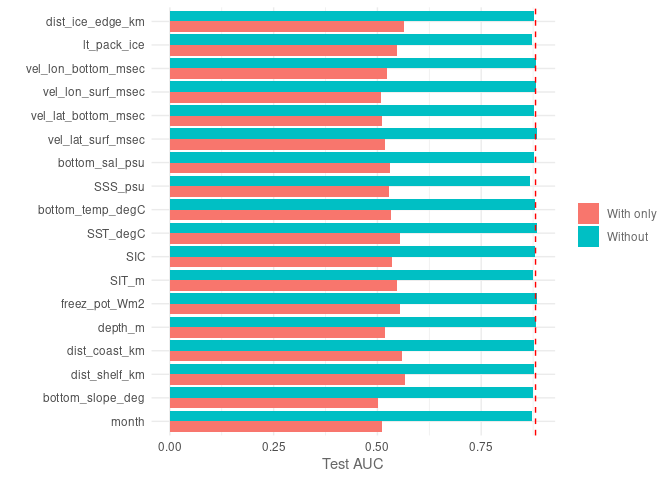 dist_ice_edge_km
lt_pack_ice
vel_lon_bottom_msec
vel_lon_surf_msec
vel_lat_bottom_msec
vel_lat_surf_msec
bottom_sal_psu
SSS_psu
bottom_temp_degC
SST_degC
SIC
SIT_m
freez_pot_Wm2
depth_m
dist_coast_km
dist_shelf_km
bottom_slope_deg
month
0.00 0.25 0.50 0.75
Test AUC
With only
Without